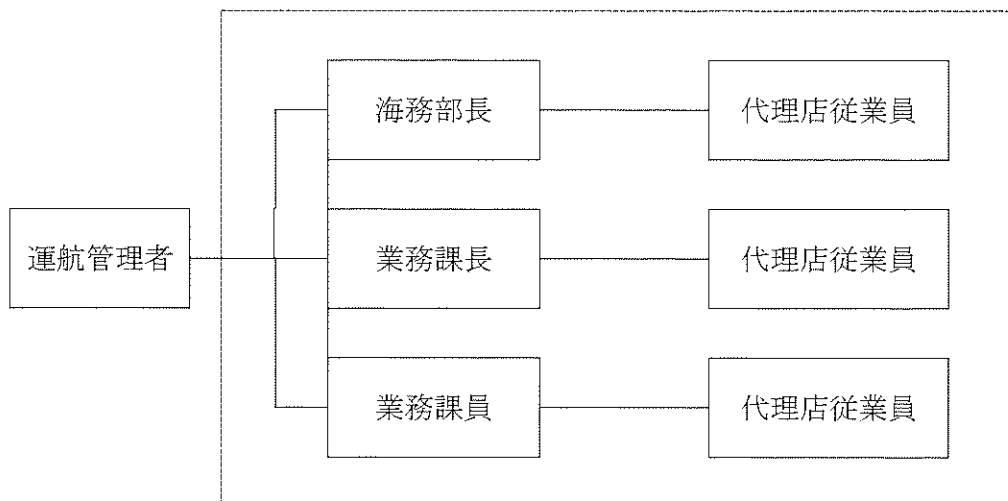 海務部長
代理店従業員
運航管理者
業務課長
代理店従業員
業務課員
代理店従業員